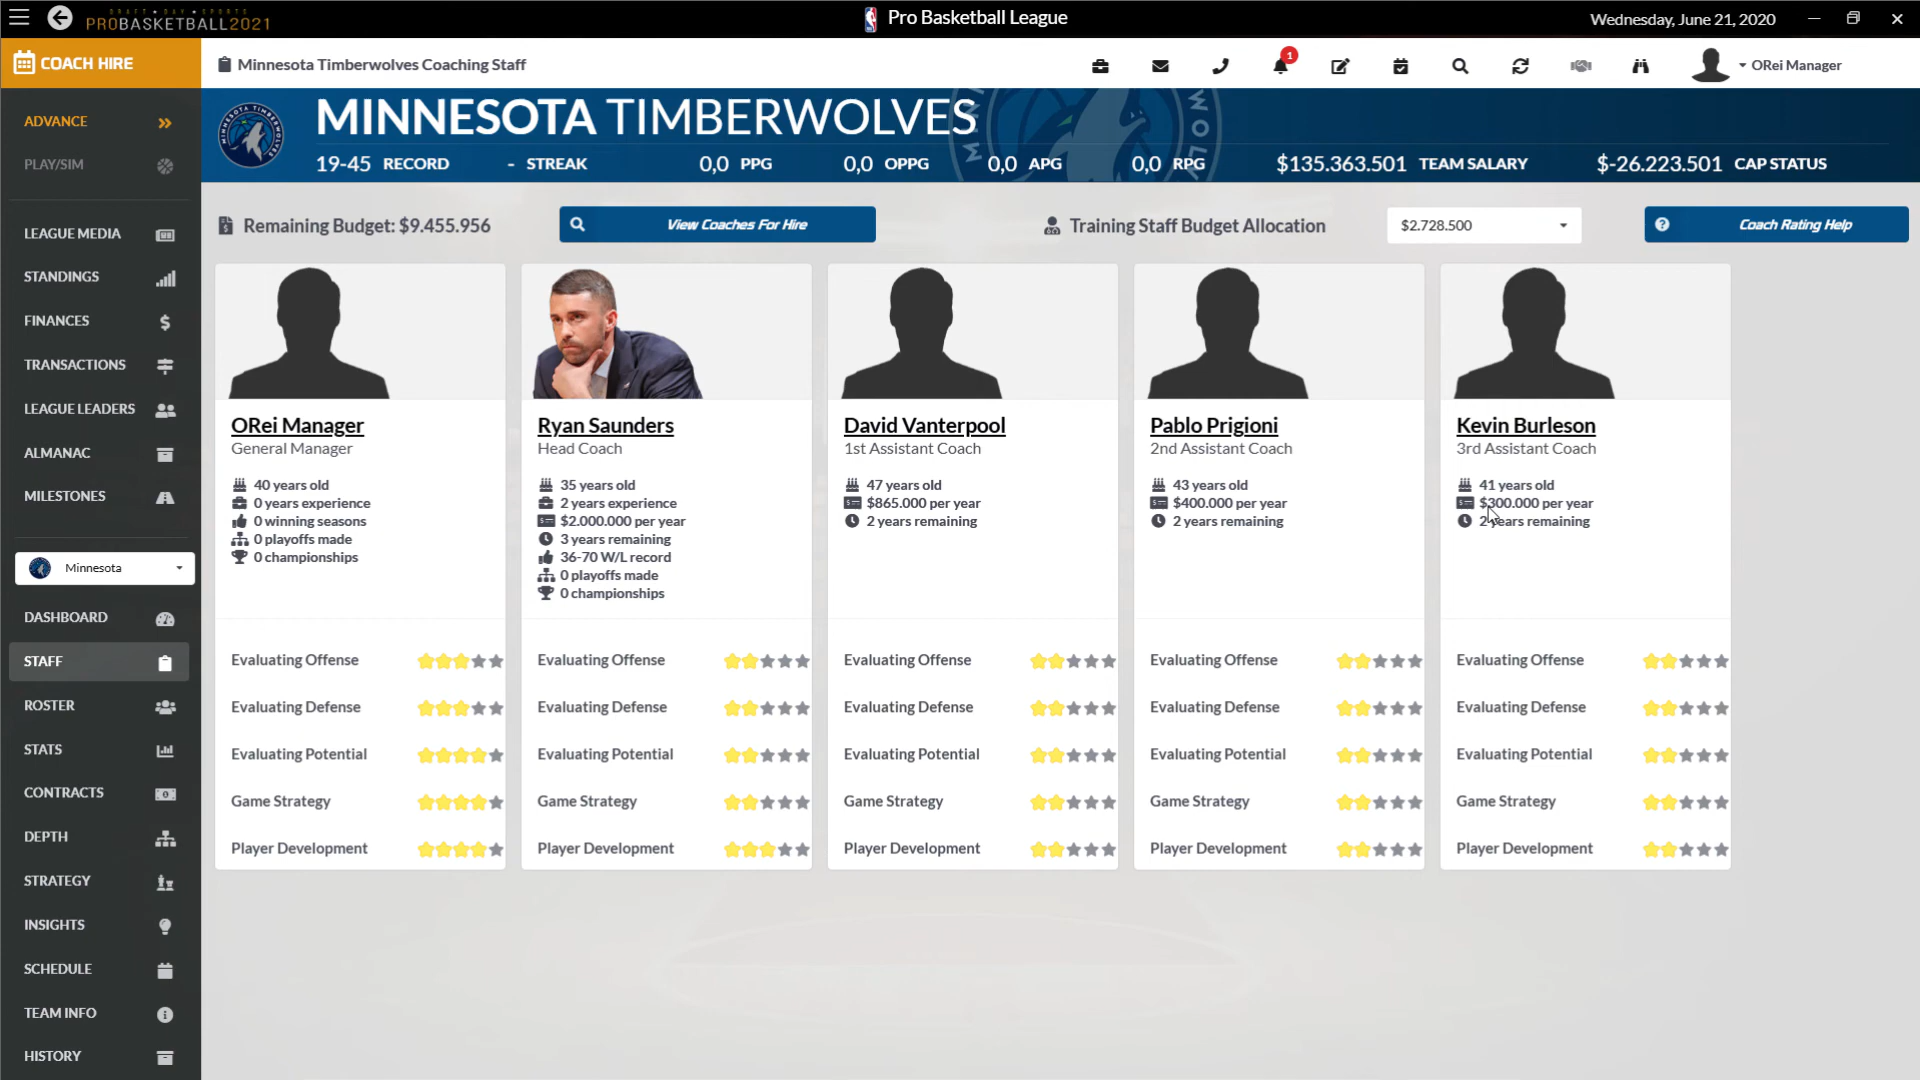 DRAFT • DAY • SPORTS
PROBASKETBALL2021
Pro Basketball League
Wednesday, June 21, 2020
COACH HIRE
Minnesota Timberwolves Coaching Staff
1
ORei Manager
ADVANCE
PLAY/SIM
LEAGUE MEDIA
STANDINGS
FINANCES
TRANSACTIONS
LEAGUE LEADERS
ALMANAC
MILESTONES
Minnesota
DASHBOARD
STAFF
ROSTER
STATS
CONTRACTS
DEPTH
STRATEGY
INSIGHTS
SCHEDULE
TEAM INFO
HISTORY
MINNESOTA TIMBERWOLVES
19-45 RECORD - STREAK 0,0 PPG 0,0 OPPG 0,0 APG 0,0 RPG $135.363.501 TEAM SALARY $-26.223.501 CAP STATUS
Remaining Budget: $9.455.956
View Coaches For Hire
Training Staff Budget Allocation
$2.728.500
Coach Rating Help
ORei Manager
General Manager
40 years old
0 years experience
0 winning seasons
0 playoffs made
0 championships
Evaluating Offense
Evaluating Defense
Evaluating Potential
Game Strategy
Player Development
Ryan Saunders
Head Coach
35 years old
2 years experience
$2.000.000 per year
3 years remaining
36-70 W/L record
0 playoffs made
0 championships
Evaluating Offense
Evaluating Defense
Evaluating Potential
Game Strategy
Player Development
David Vanterpool
1st Assistant Coach
47 years old
$865.000 per year
2 years remaining
Evaluating Offense
Evaluating Defense
Evaluating Potential
Game Strategy
Player Development
Pablo Prigioni
2nd Assistant Coach
43 years old
$400.000 per year
2 years remaining
Evaluating Offense
Evaluating Defense
Evaluating Potential
Game Strategy
Player Development
Kevin Burleson
3rd Assistant Coach
41 years old
$300.000 per year
2 years remaining
Evaluating Offense
Evaluating Defense
Evaluating Potential
Game Strategy
Player Development